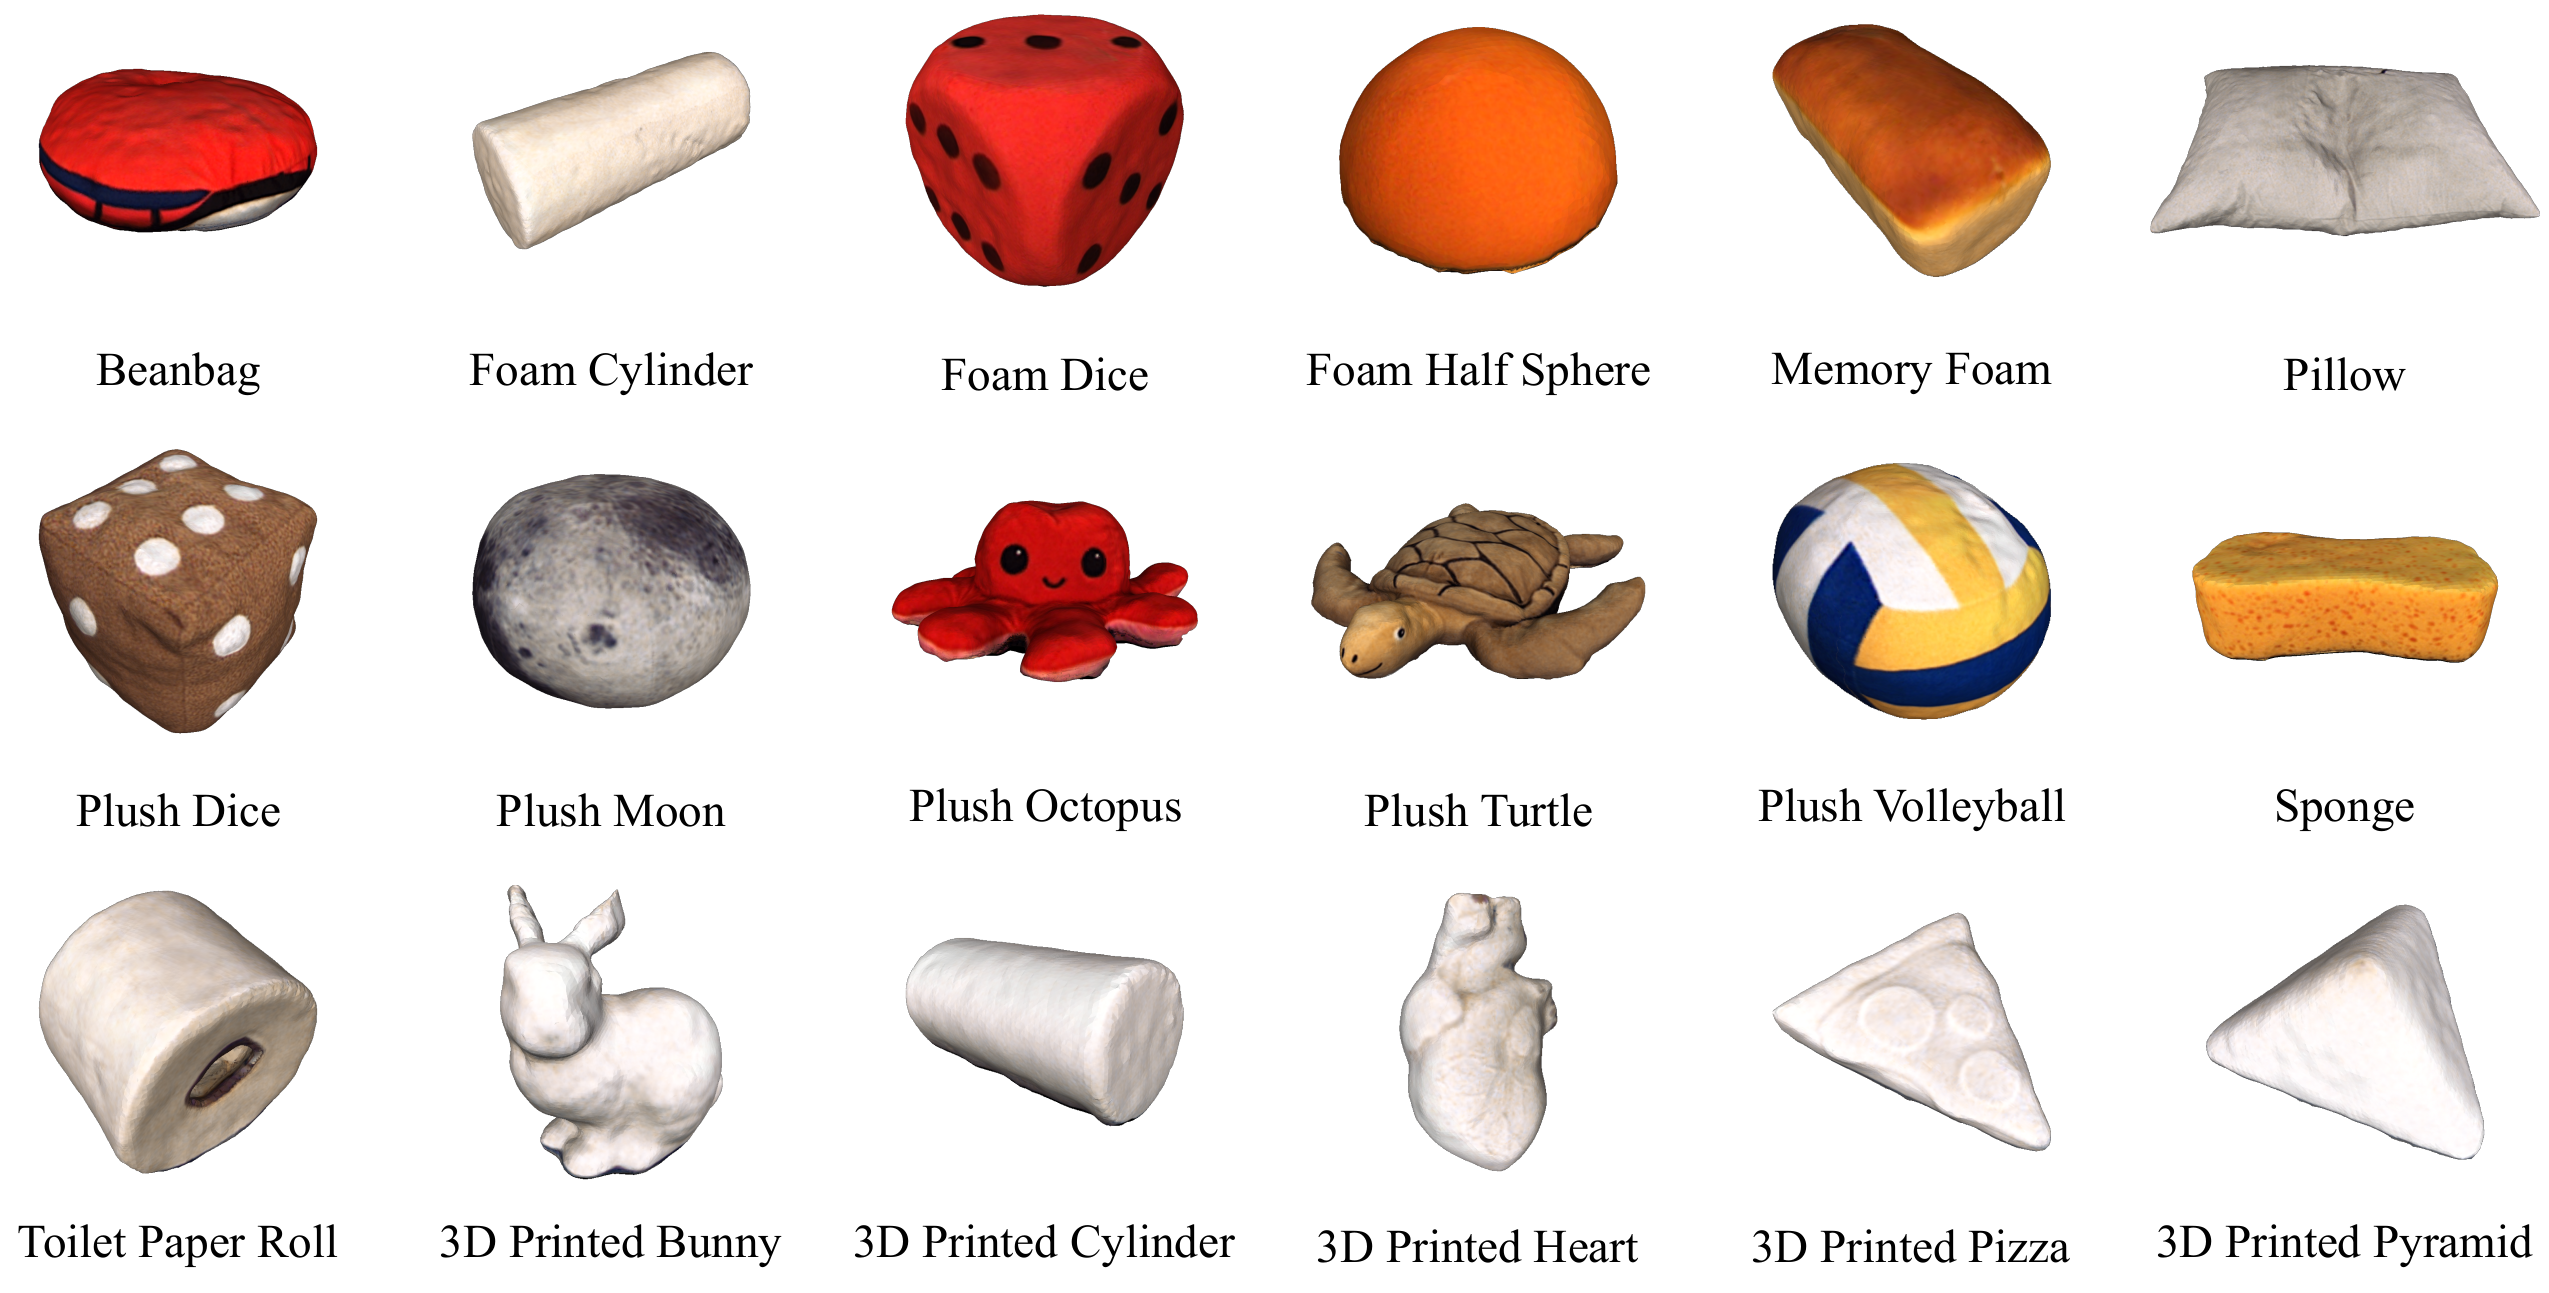 Beanbag
Foam Cylinder
Foam Dice
Foam Half Sphere
Memory Foam
Pillow
Plush Dice
Plush Moon
Plush Octopus
Plush Turtle
Plush Volleyball
Sponge
Toilet Paper Roll
3D Printed Bunny
3D Printed Cylinder
3D Printed Heart
3D Printed Pizza
3D Printed Pyramid